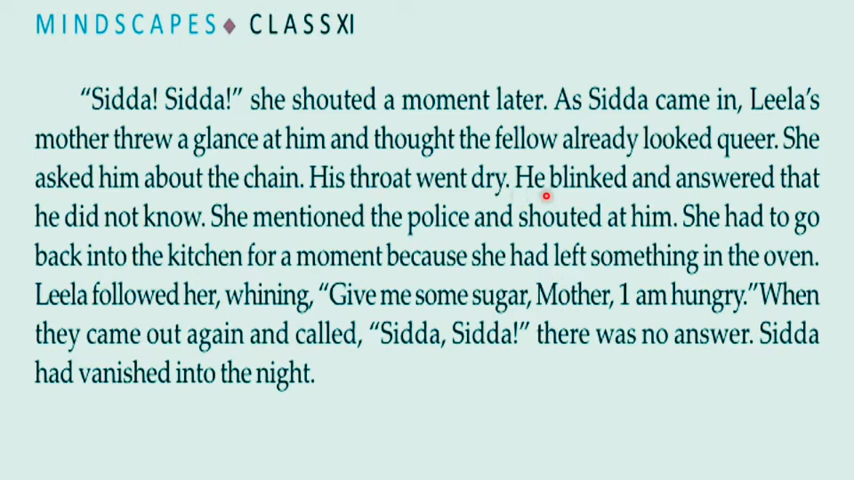 MINDSCAPES♦ CLASS XI
“Sidda! Sidda!” she shouted a moment later. As Sidda came in, Leela’s
mother threw a glance at him and thought the fellow already looked queer. She
asked him about the chain. His throat went dry. He blinked and answered that
he did not know. She mentioned the police and shouted at him. She had to go
back into the kitchen for a moment because she had left something in the oven.
Leela followed her, whining, “Give me some sugar, Mother, 1 am hungry.”When
they came out again and called, “Sidda, Sidda!” there was no answer. Sidda
had vanished into the night.